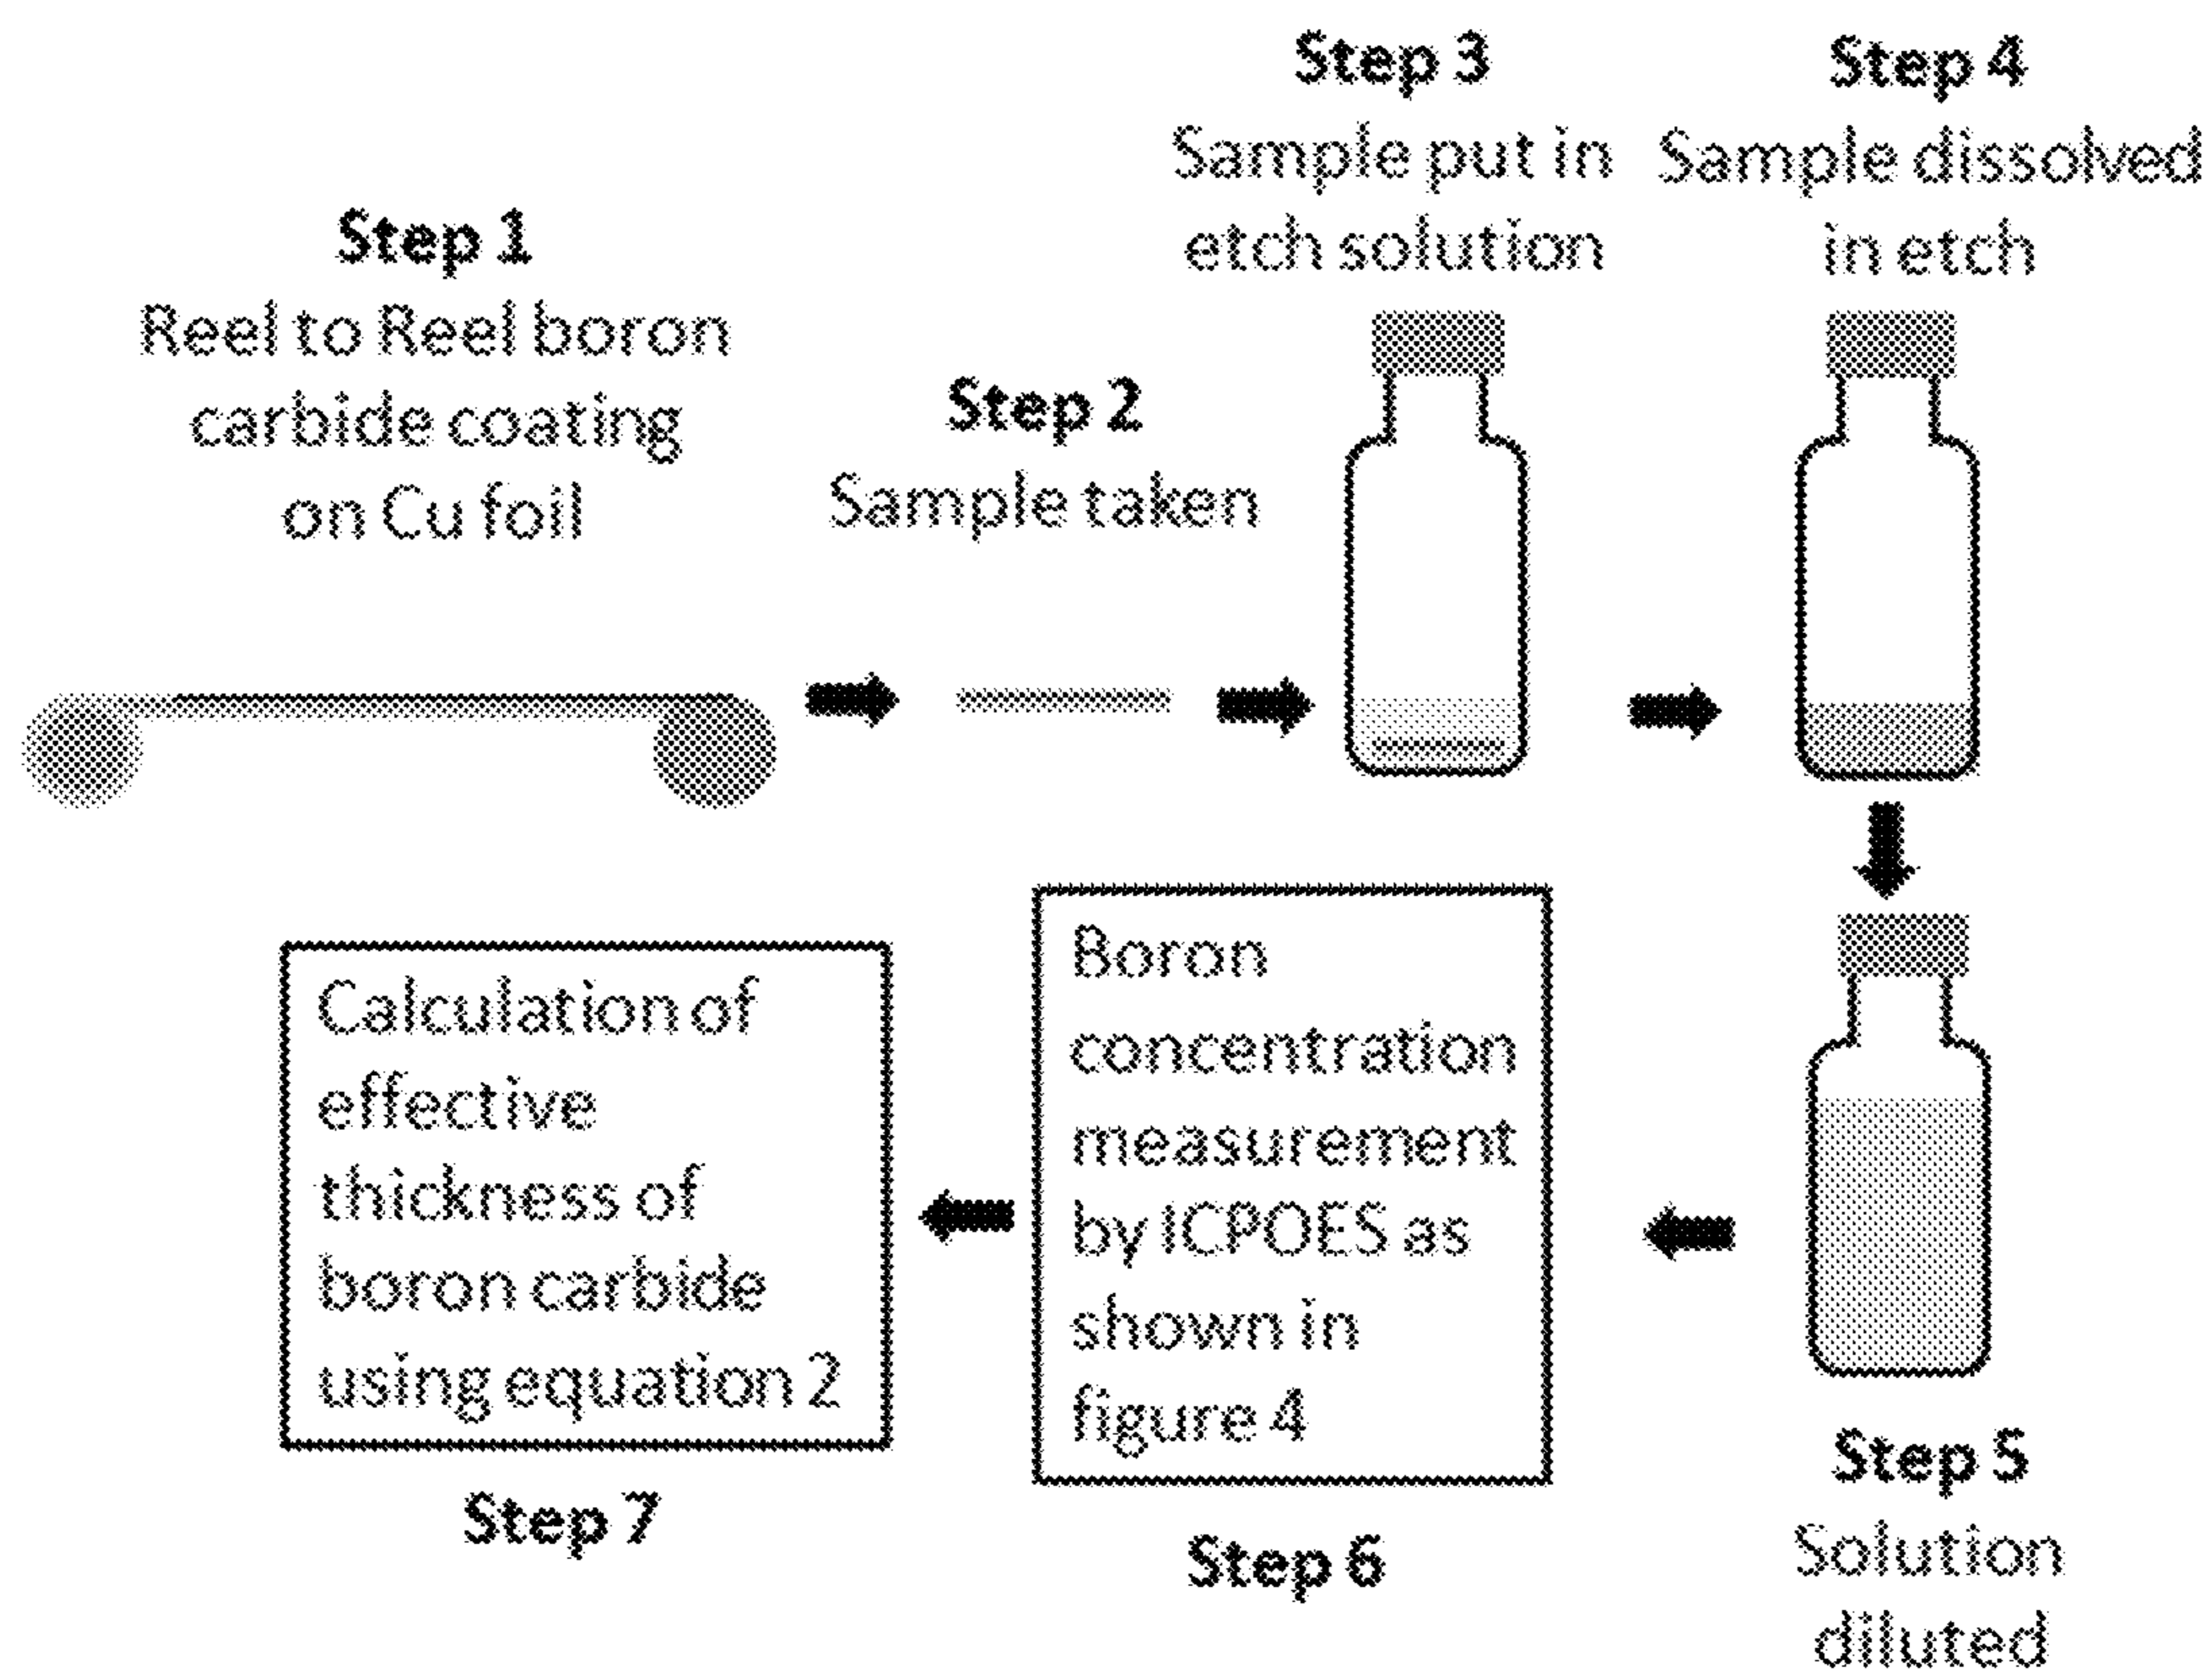 Step 1
Reel to Reel boron
carbide coating
on Cu foil
Step 2
Sample taken
Step 3
Sample put in
etch solution
Step 4
Sample dissolved
in etch
Step 5
Solution
diluted
Boron
concentration
measurement
by ICPOES as
shown in
figure 4
Step 6
Calculation of
effective
thickness of
boron carbide
using equation 2
Step 7